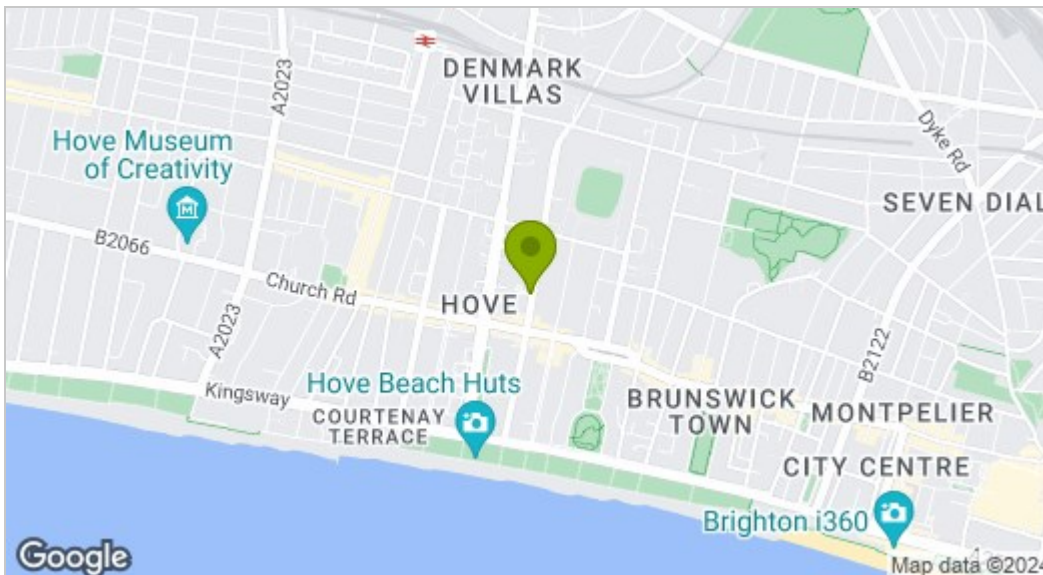 DENMARK
VILLAS
A2023
Dyke Rd
Hove Museum
of Creativity
SEVEN DIAL
B2066
Church Rd
HOVE
A2023
B2122
Kingsway
Hove Beach Huts
COURTENAY
TERRACE
BRUNSWICK
TOWN
MONTPELIER
CITY CENTRE
Brighton i360
Google
Map data ©2024